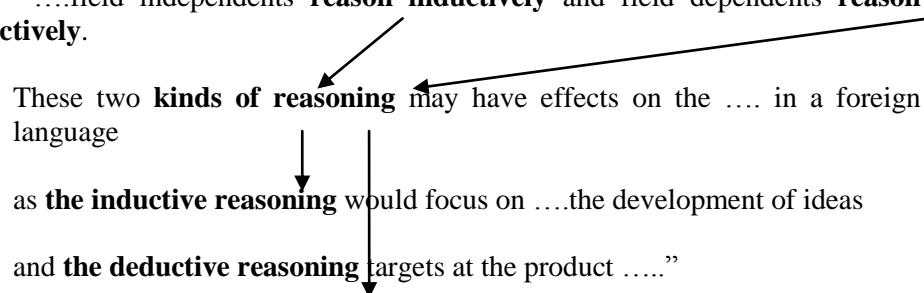 ….field independents reason inductively and field dependents reason
ctively.
These two kinds of reasoning may have effects on the …. in a foreign
language
as the inductive reasoning would focus on ….the development of ideas
and the deductive reasoning targets at the product …..”